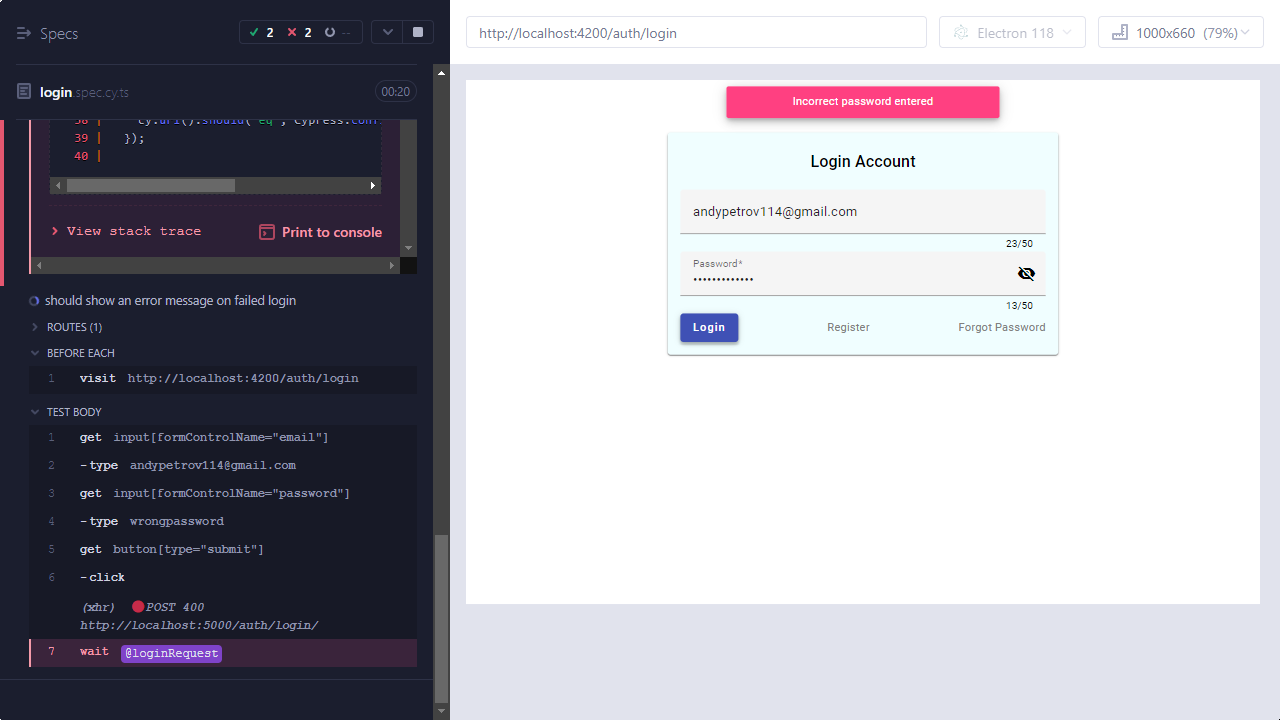 Specs
2 2 --
login.spec.cy.ts
00:20
38 | cy.url().should('eq', Cypress.conf
39 | });
40 |
View stack trace
Print to console
should show an error message on failed login
ROUTES (1)
BEFORE EACH
1 visit http://localhost:4200/auth/login
TEST BODY
1 get input[formControlName="email"]
2 -type andypetrov114@gmail.com
3 get input[formControlName="password"]
4 -type wrongpassword
5 get button[type="submit"]
6 -click
(xhr) POST 400
http://localhost:5000/auth/login/
7 wait @loginRequest
http://localhost:4200/auth/login
Electron 118
1000x660 (79%)
Incorrect password entered
Login Account
andypetrov114@gmail.com
23/50
Password*
•••••••••••••
13/50
Login
Register
Forgot Password